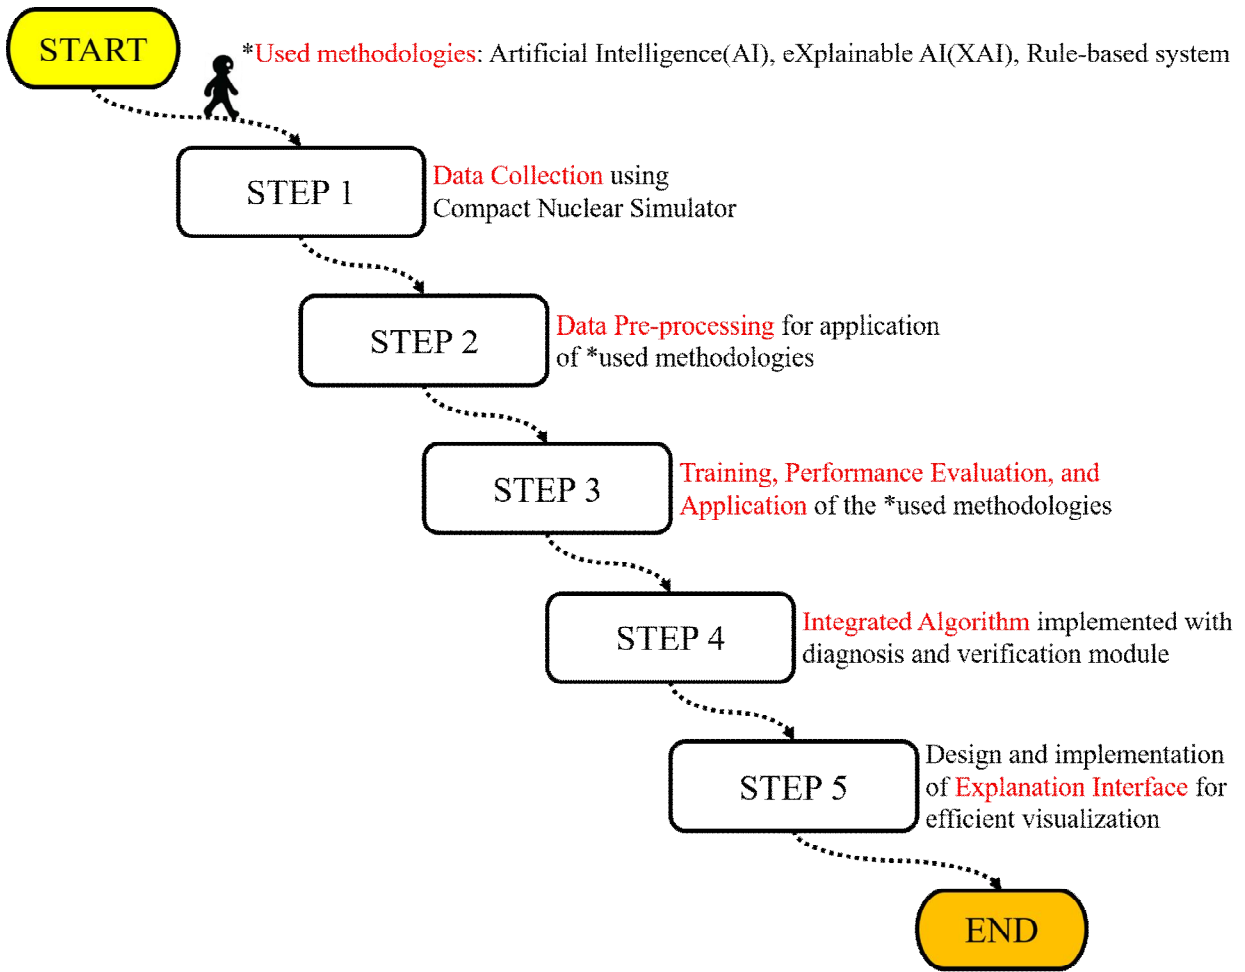 START
*Used methodologies: Artificial Intelligence(AI), eXplainable AI(XAI), Rule-based system
STEP 1
Data Collection using
Compact Nuclear Simulator
STEP 2
Data Pre-processing for application
of *used methodologies
STEP 3
Training, Performance Evaluation, and
Application of the *used methodologies
STEP 4
Integrated Algorithm implemented with
diagnosis and verification module
STEP 5
Design and implementation
of Explanation Interface for
efficient visualization
END